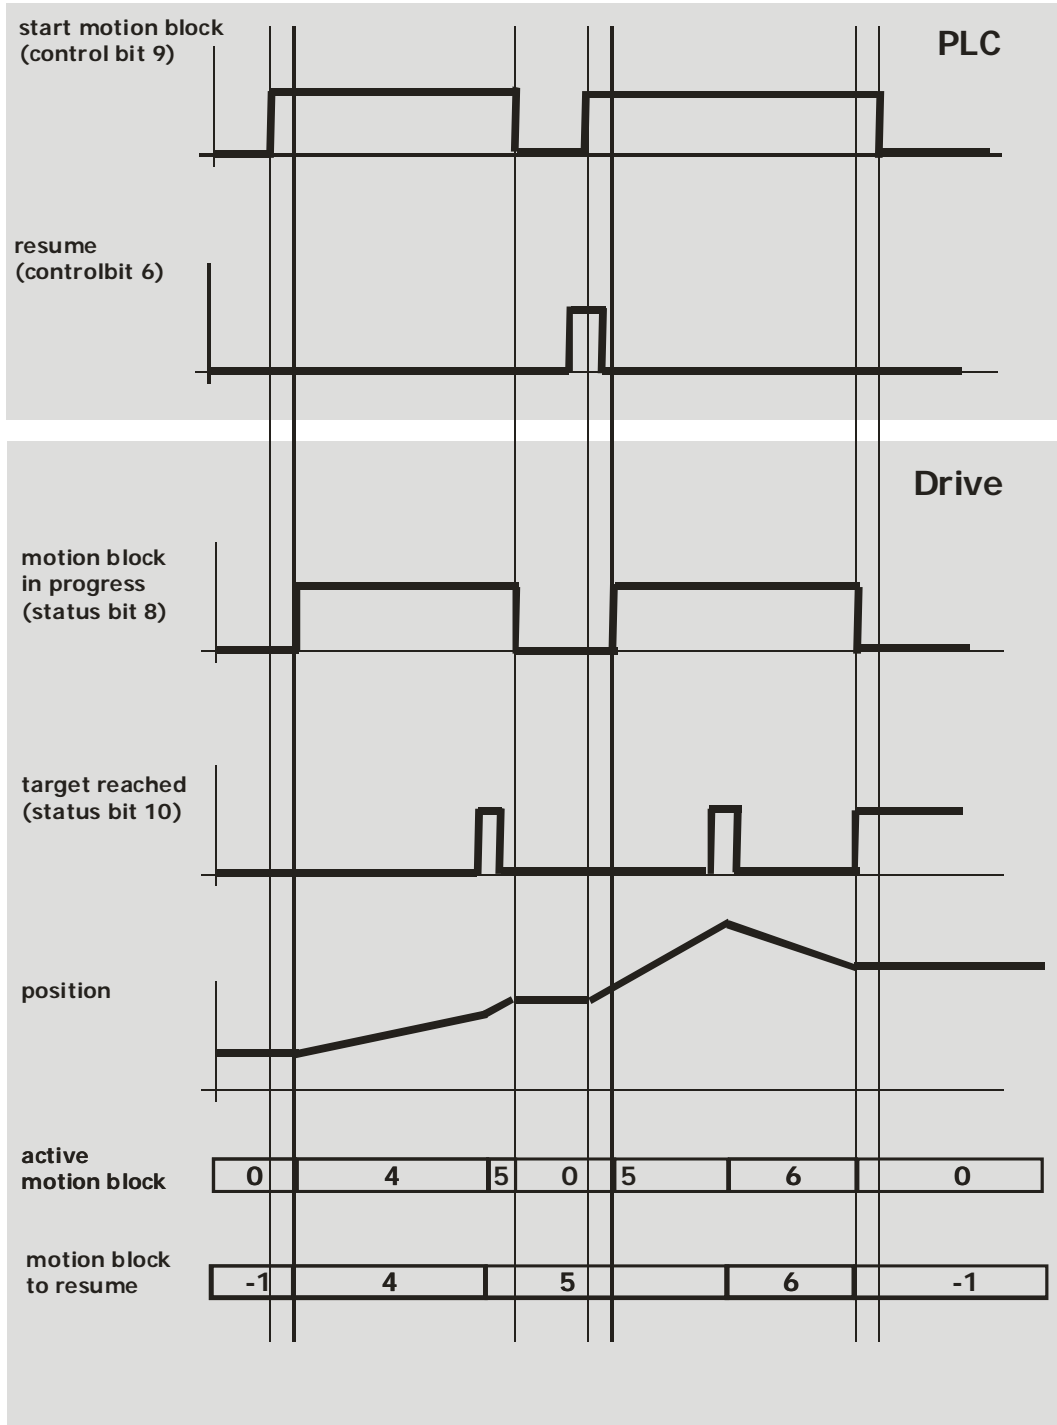 start motion block
(control bit 9)
PLC
resume
(controlbit 6)
Drive
motion block
in progress
(status bit 8)
target reached
(status bit 10)
position
active
motion block
0 4 5 0 5 6 0
motion block
to resume
-1 4 5 6 -1